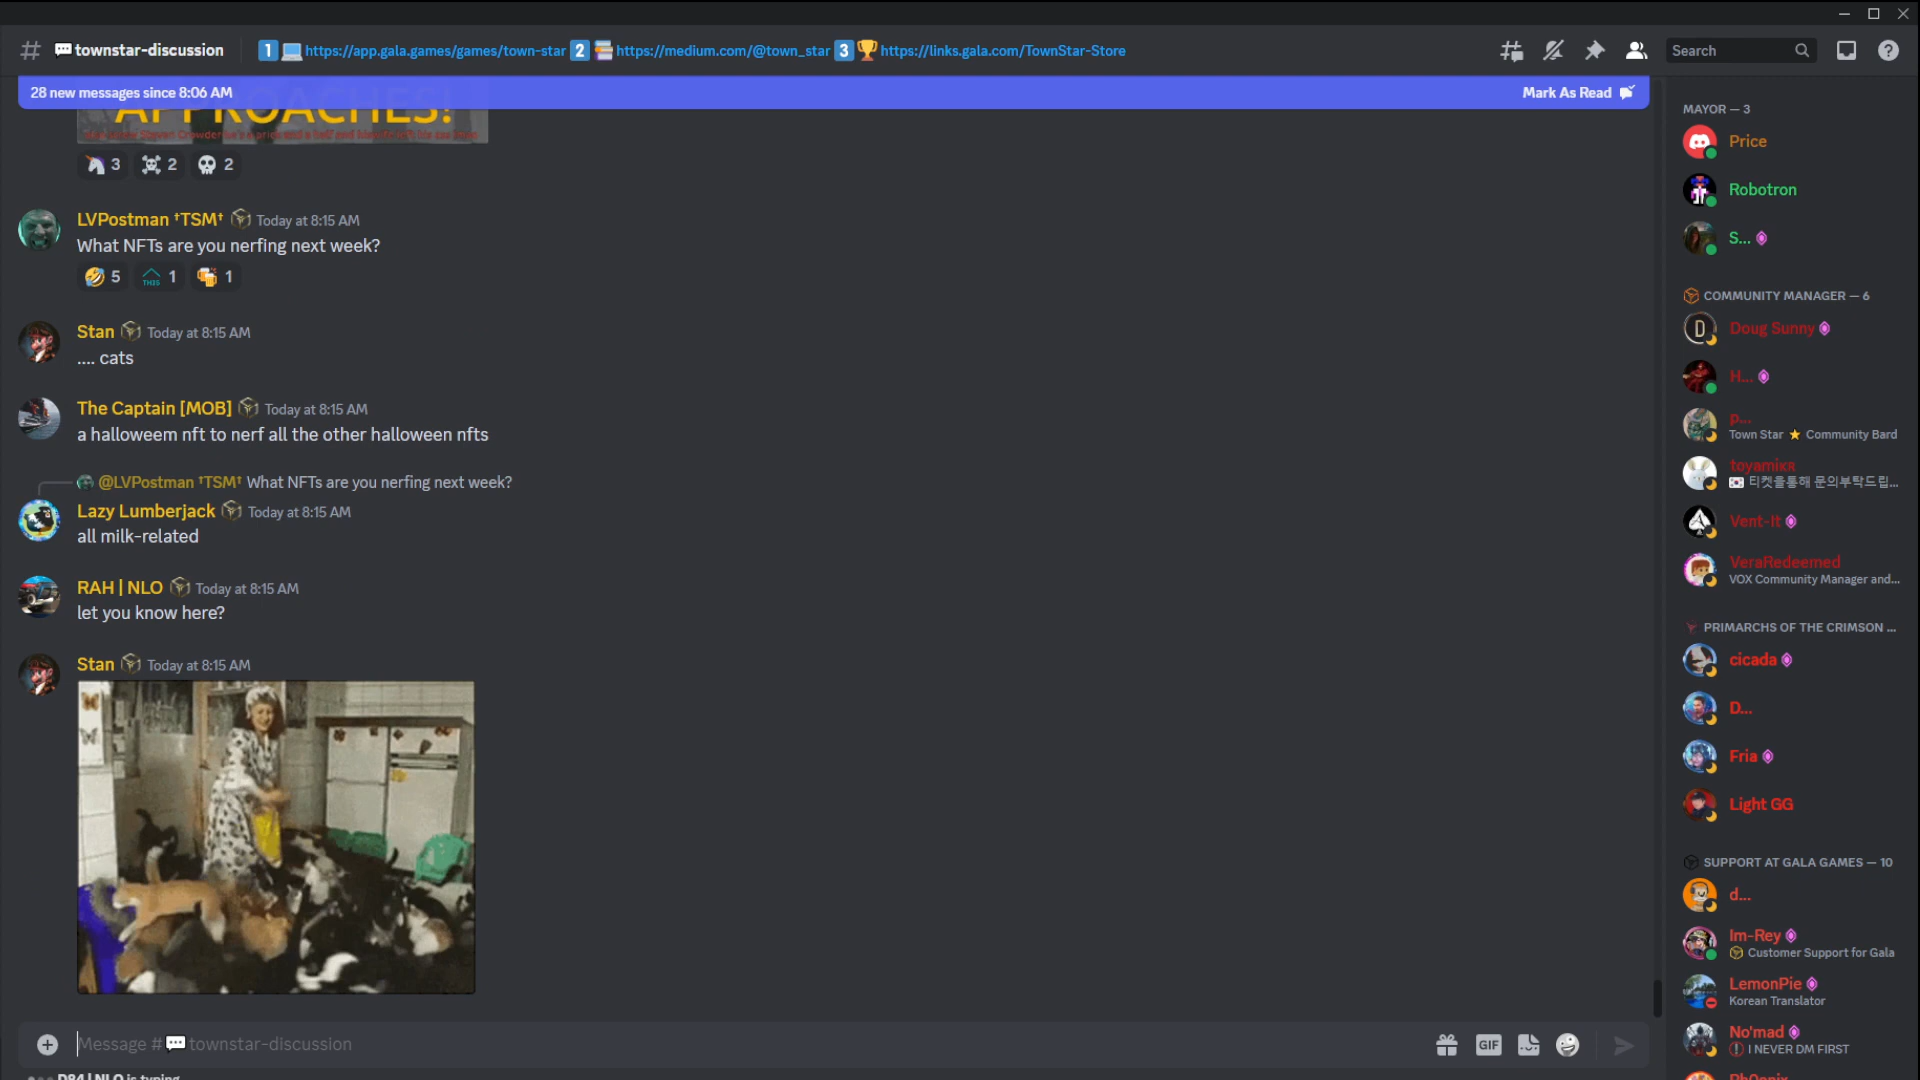 townstar-discussion
1 https://app.gala.games/games/town-star 2 https://medium.com/@town_star 3 https://links.gala.com/TownStar-Store
Search
28 new messages since 8:06 AM
Mark As Read
APPROACHES!
3
2
2
LVPostman †TSM† Today at 8:15 AM
What NFTs are you nerfing next week?
5
THIS 1
1
Stan Today at 8:15 AM
.... cats
The Captain [MOB] Today at 8:15 AM
a halloweem nft to nerf all the other halloween nfts
@LVPostman †TSM† What NFTs are you nerfing next week?
Lazy Lumberjack Today at 8:15 AM
all milk-related
RAH | NLO Today at 8:15 AM
let you know here?
Stan Today at 8:15 AM
Message # townstar-discussion
GIF
| NLO is typing
MAYOR — 3
Price
Robotron
S...
COMMUNITY MANAGER — 6
D
Doug Sunny
H...
p...
Town Star Community Bard
toyamikR
티켓을통해 문의부탁드립...
Vent-It
VeraRedeemed
VOX Community Manager and...
PRIMARCHS OF THE CRIMSON ...
cicada
D...
Fria
Light GG
SUPPORT AT GALA GAMES — 10
d...
Im-Rey
Customer Support for Gala
LemonPie
Korean Translator
No'mad
I NEVER DM FIRST